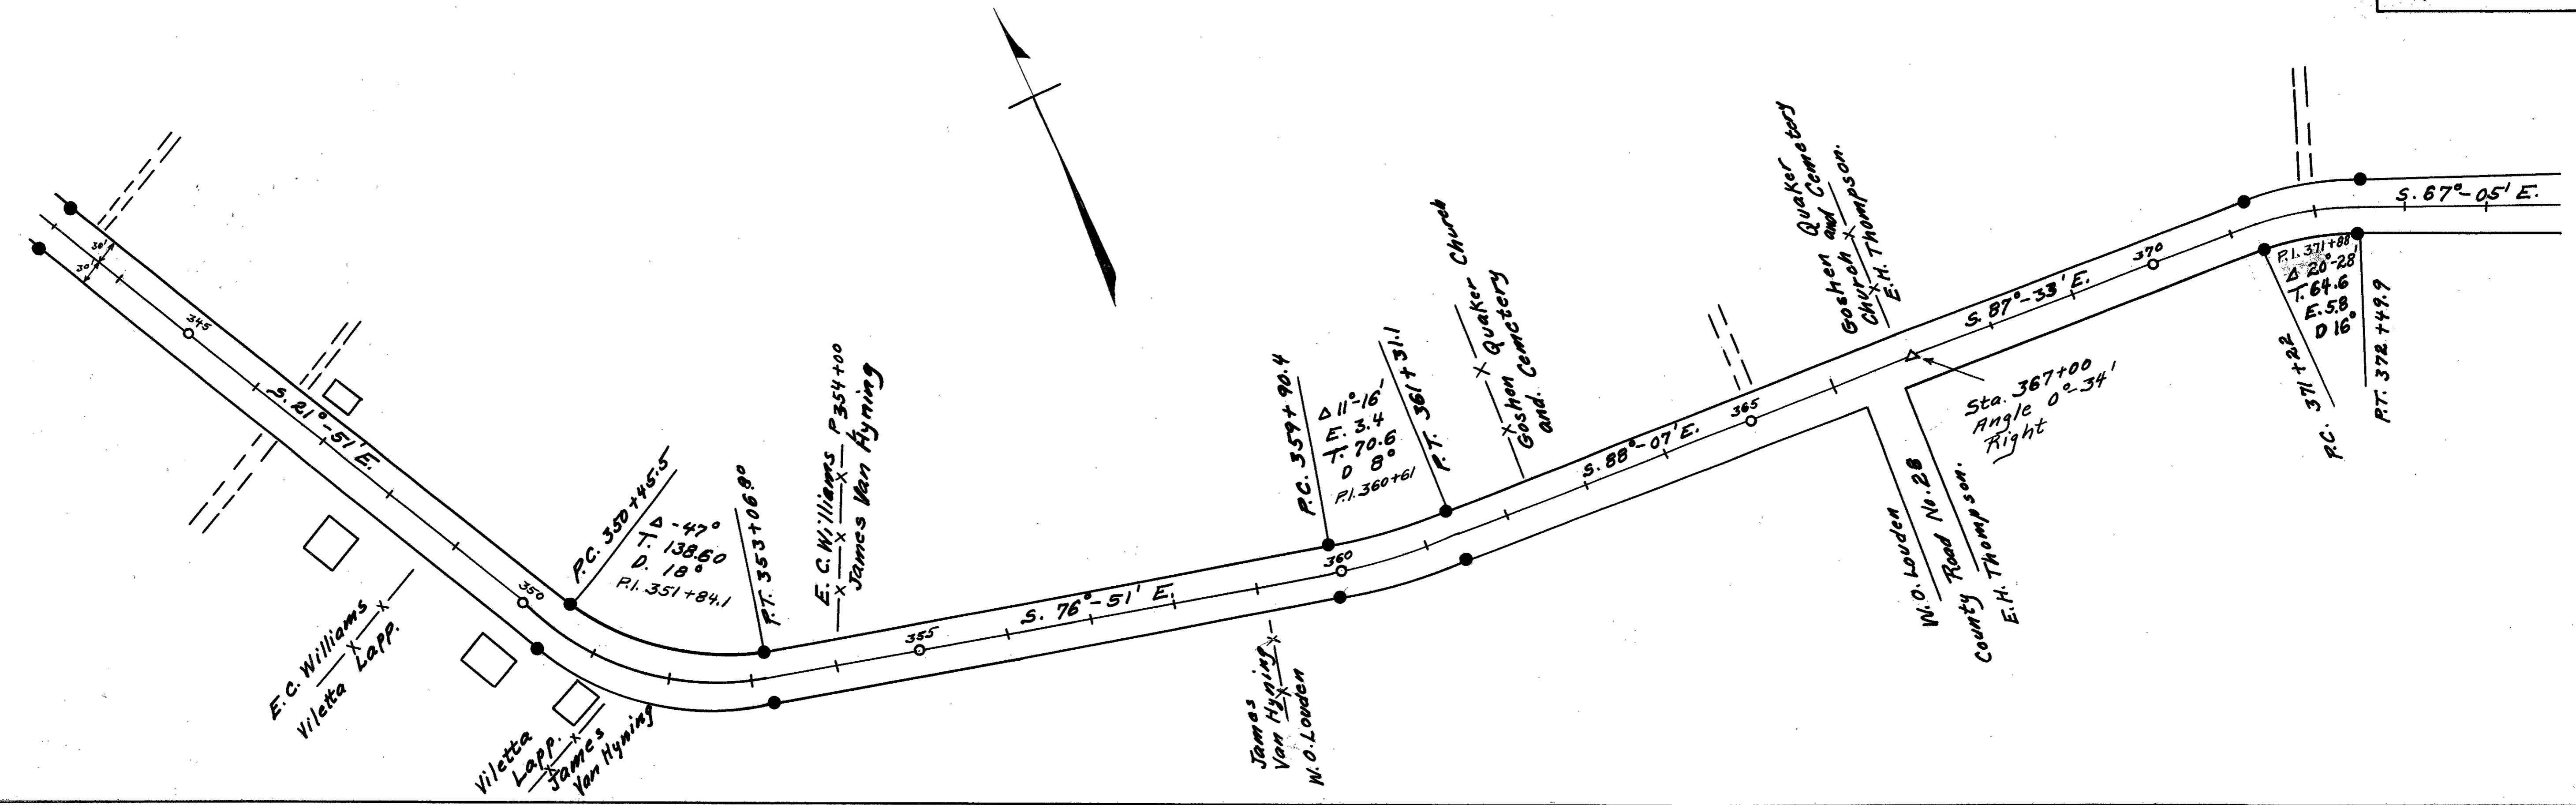 30'
30'
345
S. 21°-51' E.
E. C. Williams
Viletta Lapp.
350
Viletta
Lapp.
James
Van Hyning
P.C. 350+45.5
Δ -47°
T. 138.60
D. 18°
P.I. 351+84.1
P.T. 353+06.8
E. C. Williams
P 354+00
James Van Hyning
355
S. 76°-51' E.
James
Van Hyning
W. O. Louden
P.C. 359+90.4
360
Δ 11°-16'
E. 3.4
T. 70.6
D 8°
P.I. 360+61
P.T. 361+31.1
Quaker Church
Goshen
and Cemetery
S. 88°-07' E.
365
Quaker
Goshen and Cemetery
Church
E. H. Thompson.
Sta. 367+00
Angle 0°-34'
Right
W. O. Louden
County Road No. 28
E. H. Thompson.
S. 87°-33' E.
370
P.C. 371+22
P.I. 371+88
Δ 20°-28'
T. 64.6
E. 5.8
D 16°
P.T. 372+49.9
S. 67°-05' E.